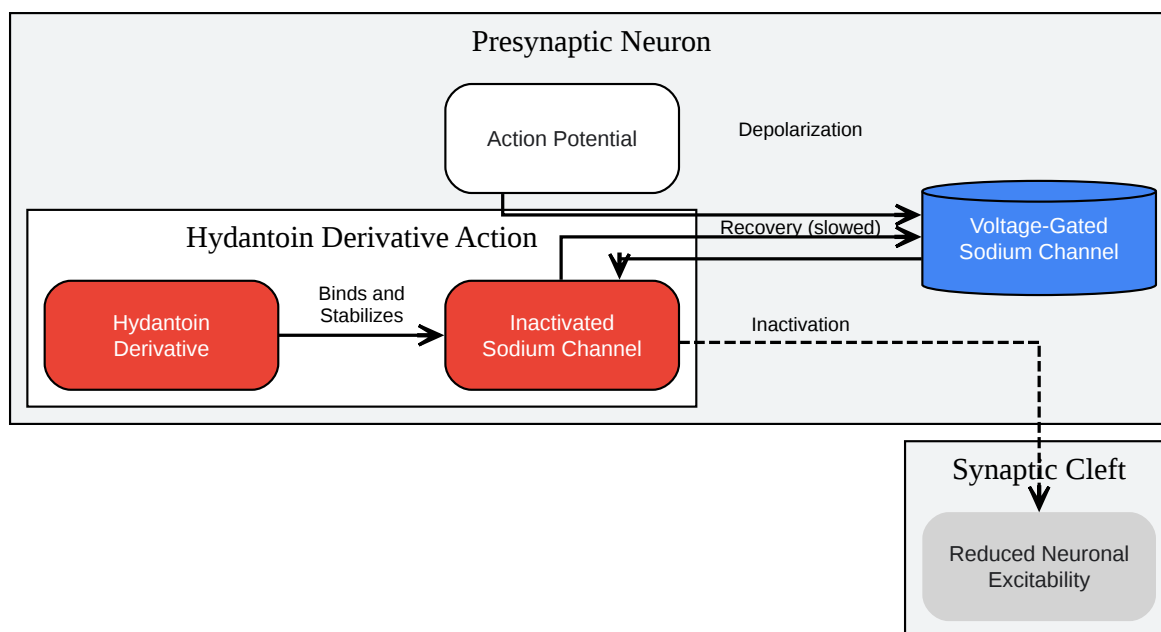 Presynaptic Neuron
Action Potential
Depolarization
Voltage-Gated
Sodium Channel
Recovery (slowed)
Hydantoin Derivative Action
Hydantoin
Derivative
Binds and
Stabilizes
Inactivated
Sodium Channel
Inactivation
Synaptic Cleft
Reduced Neuronal
Excitability